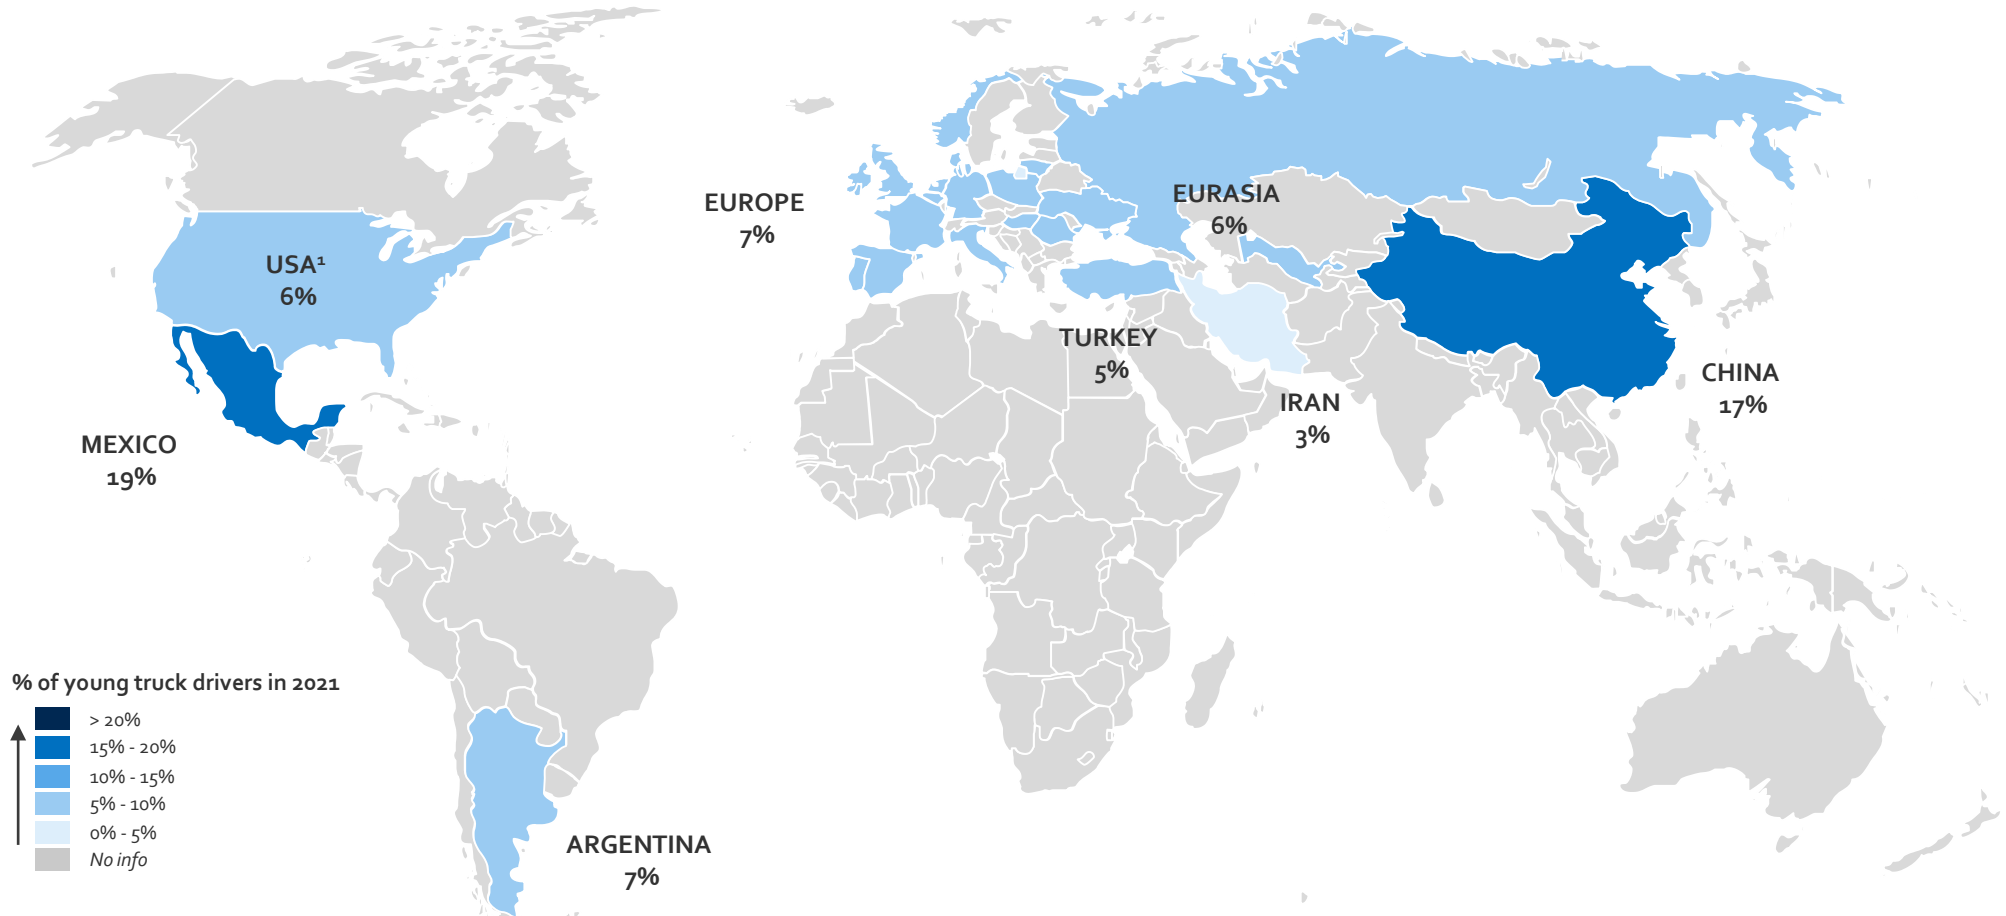 EUROPE
7%
EURASIA
6%
USA¹
6%
TURKEY
5%
CHINA
17%
IRAN
3%
MEXICO
19%
% of young truck drivers in 2021
> 20%
15% - 20%
10% - 15%
5% - 10%
0% - 5%
No info
ARGENTINA
7%